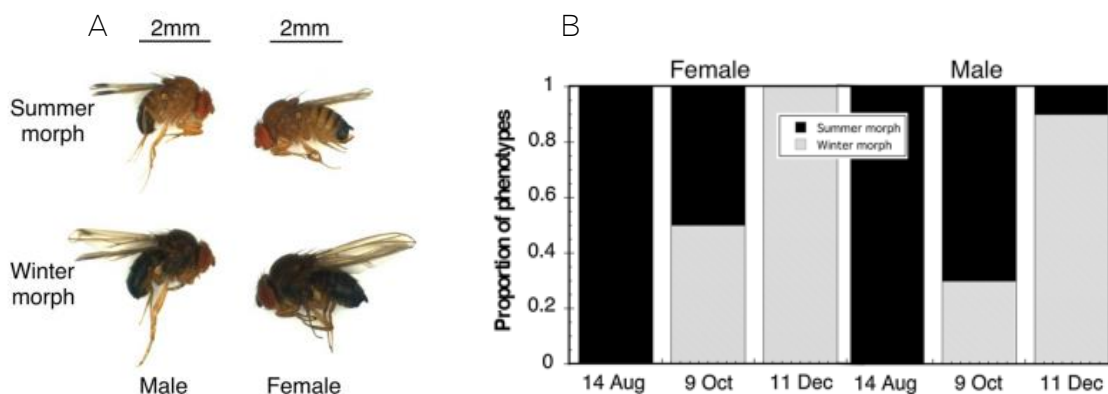 A
2mm
2mm
Summer
morph
Winter
morph
Male
Female
B
Female
Male
Proportion of phenotypes
1
0.8
0.6
0.4
0.2
0
Summer morph
Winter morph
14 Aug
9 Oct
11 Dec
14 Aug
9 Oct
11 Dec